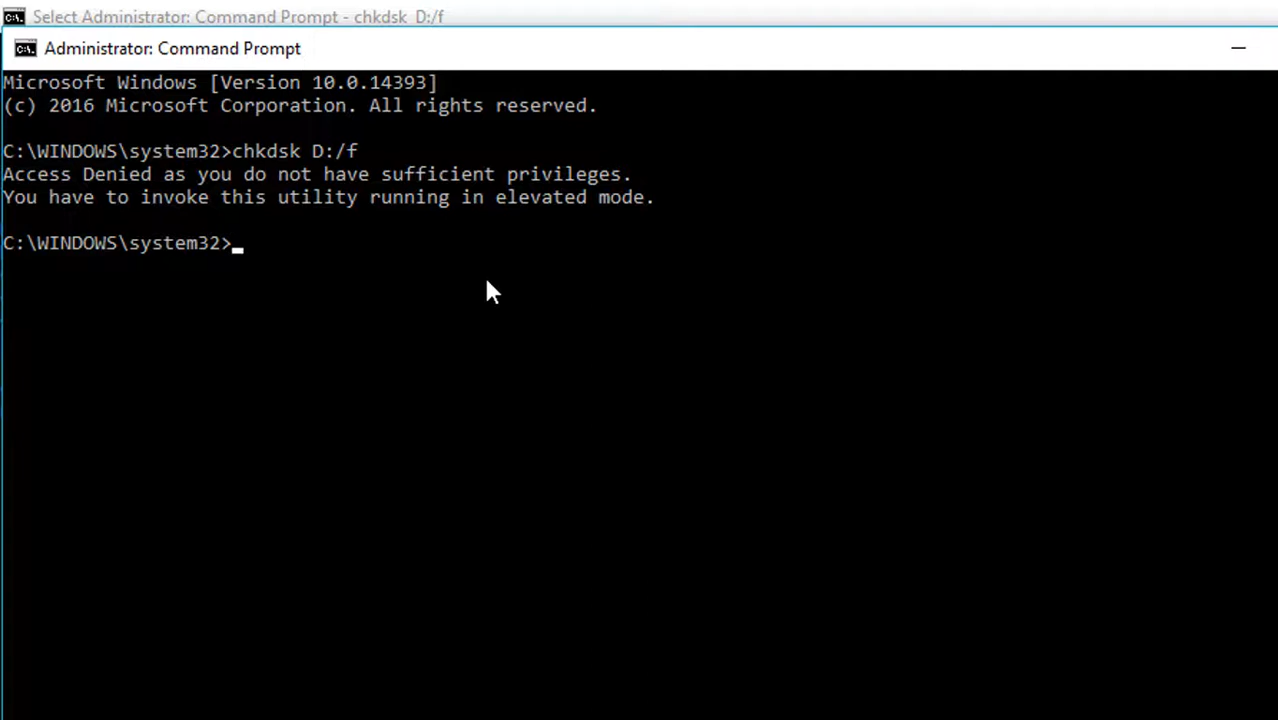 Select Administrator: Command Prompt - chkdsk  D:/f
Administrator: Command Prompt
Microsoft Windows [Version 10.0.14393]
(c) 2016 Microsoft Corporation. All rights reserved.
C:\WINDOWS\system32>chkdsk D:/f
Access Denied as you do not have sufficient privileges.
You have to invoke this utility running in elevated mode.
C:\WINDOWS\system32>